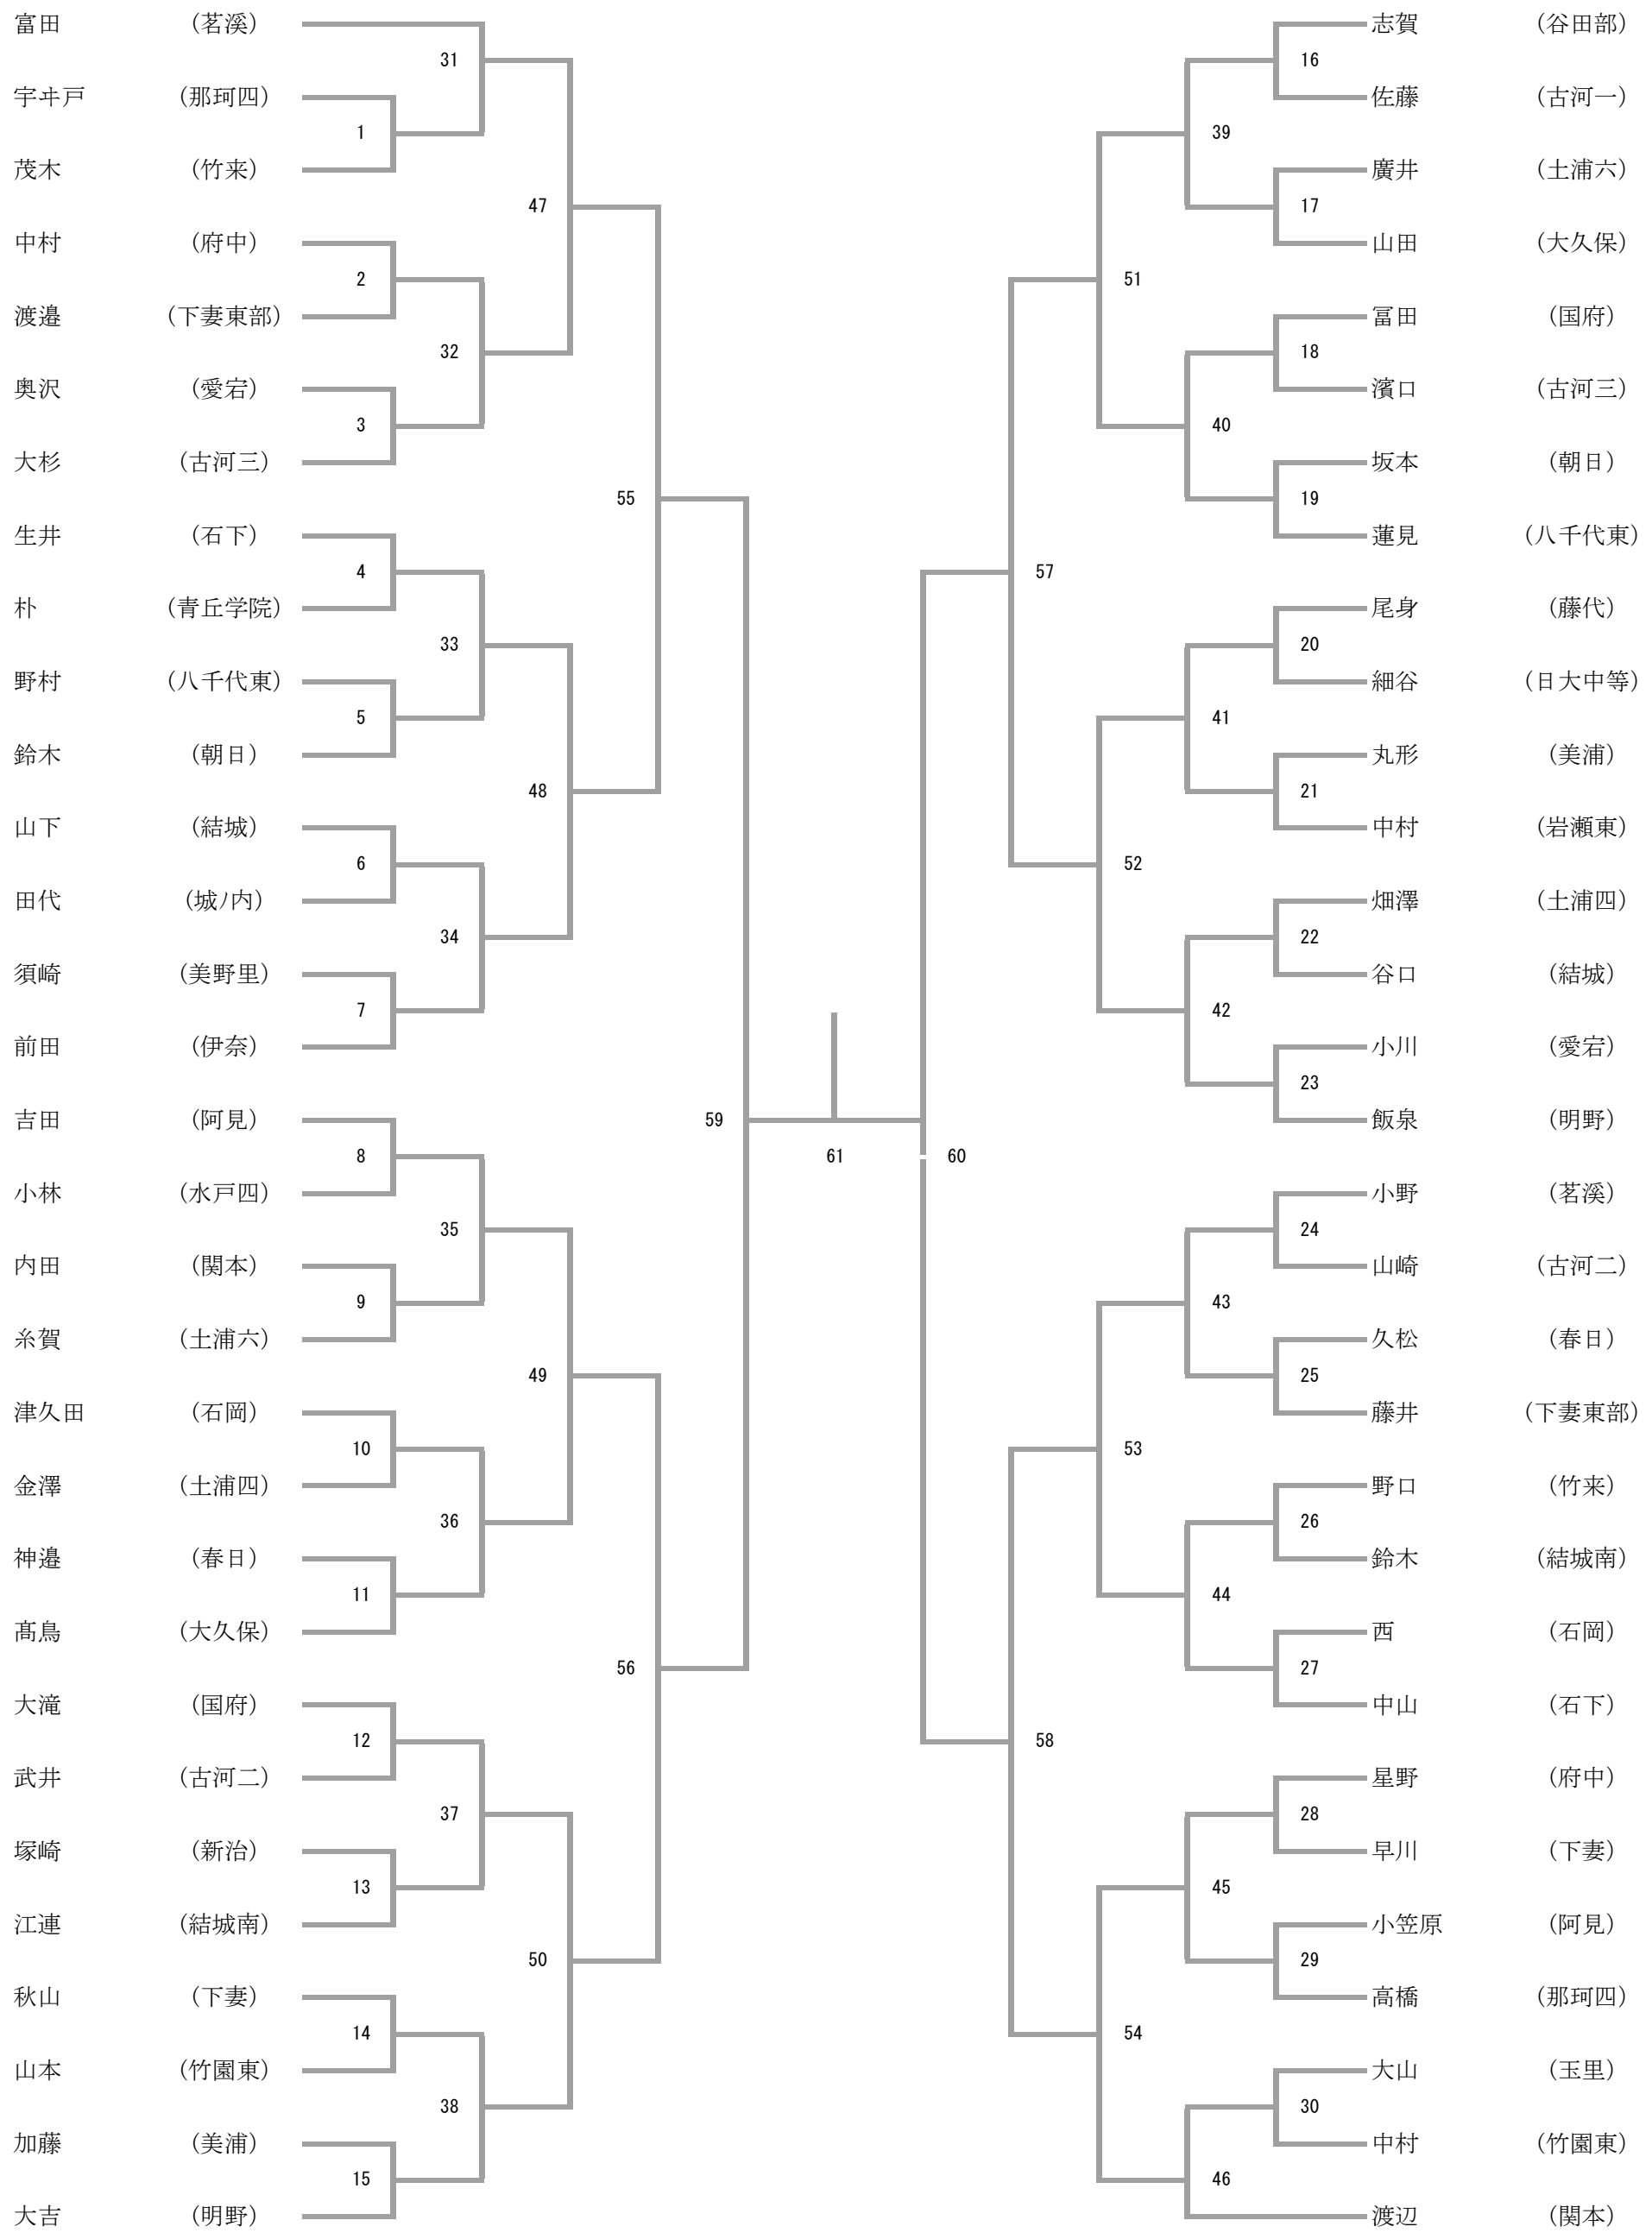 富田 (茗溪)
31
宇ヰ戸 (那珂四)
1
茂木 (竹来)
47
中村 (府中)
2
渡邉 (下妻東部)
32
奥沢 (愛宕)
3
大杉 (古河三)
55
生井 (石下)
4
朴 (青丘学院)
33
野村 (八千代東)
5
鈴木 (朝日)
48
山下 (結城)
6
田代 (城ノ内)
34
須崎 (美野里)
7
前田 (伊奈)
59
吉田 (阿見)
8
小林 (水戸四)
35
内田 (関本)
9
糸賀 (土浦六)
49
津久田 (石岡)
10
金澤 (土浦四)
36
神邉 (春日)
11
髙鳥 (大久保)
56
大滝 (国府)
12
武井 (古河二)
37
塚崎 (新治)
13
江連 (結城南)
50
秋山 (下妻)
14
山本 (竹園東)
38
加藤 (美浦)
15
大吉 (明野)
61
志賀 (谷田部)
16
佐藤 (古河一)
39
廣井 (土浦六)
17
山田 (大久保)
51
冨田 (国府)
18
濱口 (古河三)
40
坂本 (朝日)
19
蓮見 (八千代東)
57
尾身 (藤代)
20
細谷 (日大中等)
41
丸形 (美浦)
21
中村 (岩瀬東)
52
畑澤 (土浦四)
22
谷口 (結城)
42
小川 (愛宕)
23
飯泉 (明野)
60
小野 (茗溪)
24
山崎 (古河二)
43
久松 (春日)
25
藤井 (下妻東部)
53
野口 (竹来)
26
鈴木 (結城南)
44
西 (石岡)
27
中山 (石下)
58
星野 (府中)
28
早川 (下妻)
45
小笠原 (阿見)
29
高橋 (那珂四)
54
大山 (玉里)
30
中村 (竹園東)
46
渡辺 (関本)